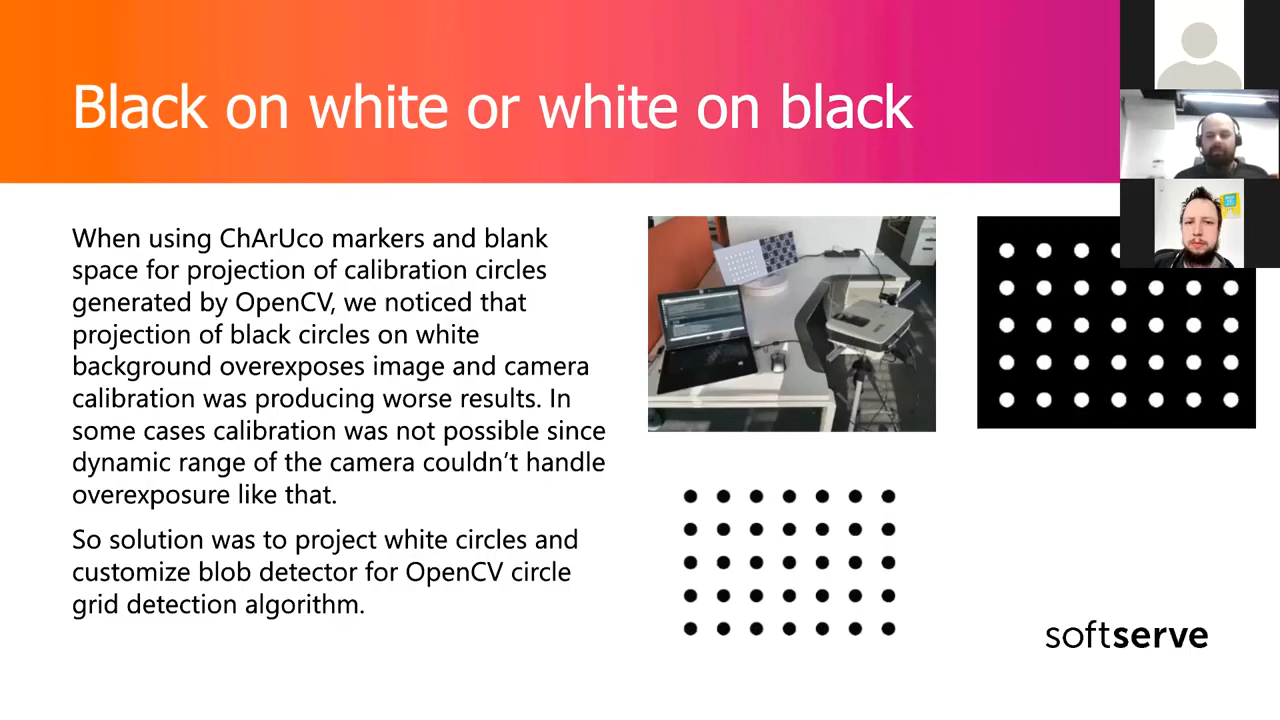 Black on white or white on black
When using ChArUco markers and blank
space for projection of calibration circles
generated by OpenCV, we noticed that
projection of black circles on white
background overexposes image and camera
calibration was producing worse results. In
some cases calibration was not possible since
dynamic range of the camera couldn't handle
overexposure like that.
So solution was to project white circles and
customize blob detector for OpenCV circle
grid detection algorithm.
softserve